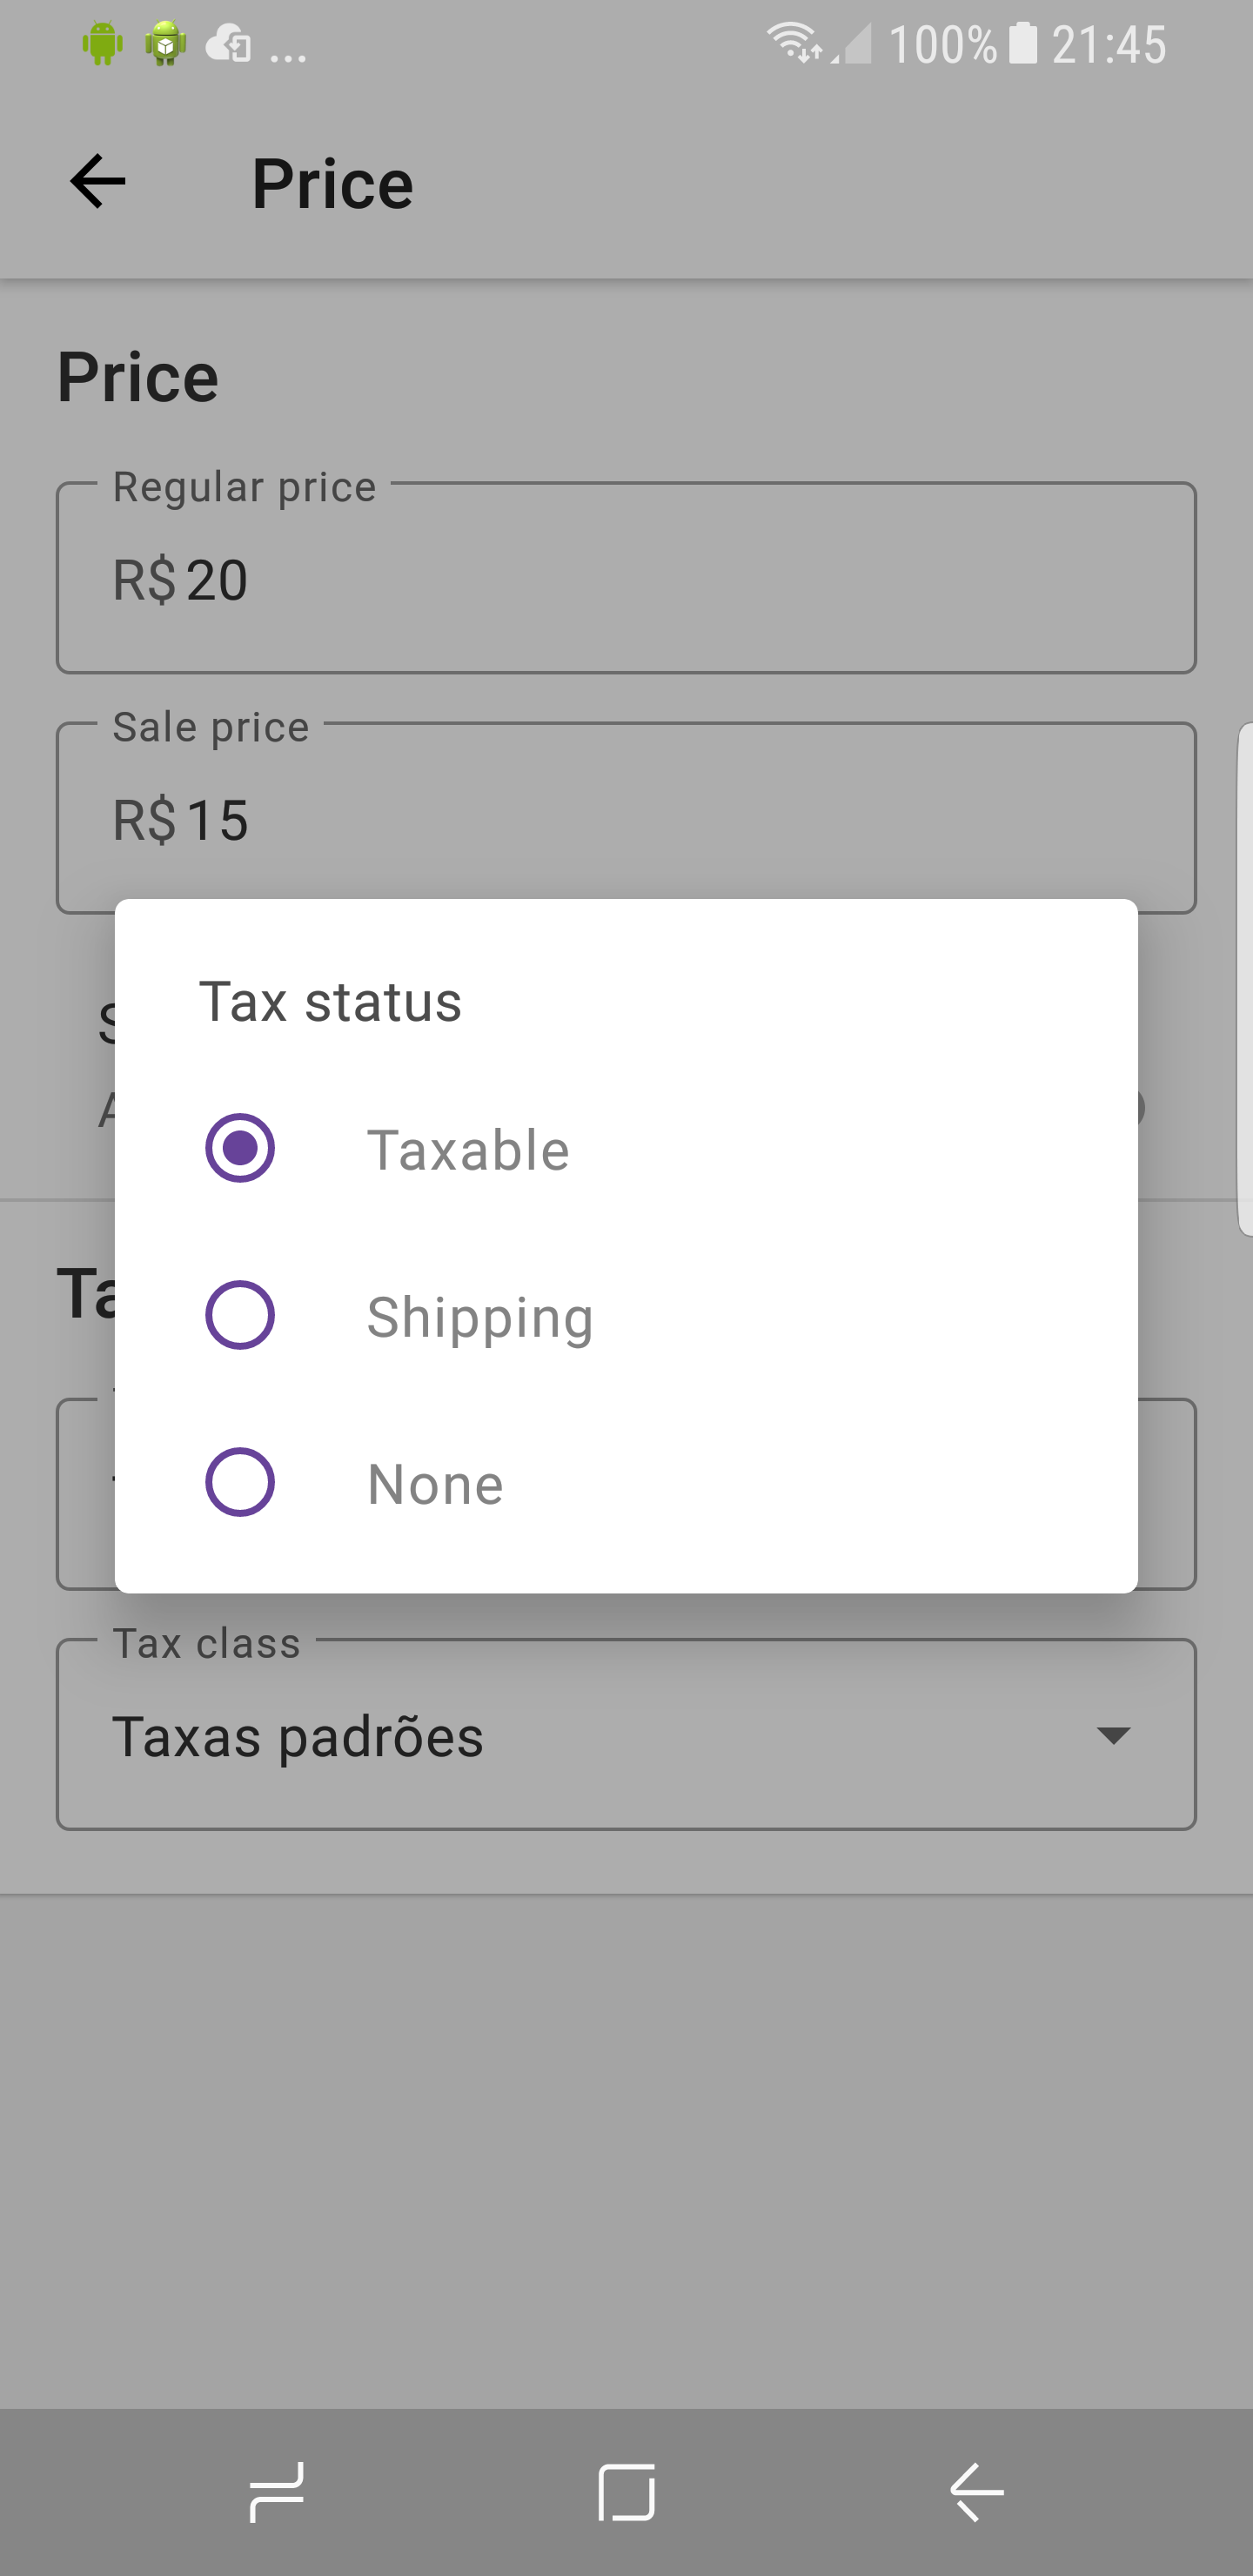 ... 100% 21:45
Price
Price
Regular price
R$ 20
Sale price
R$ 15
Tax status
Taxable
Shipping
None
Tax class
Taxas padrões